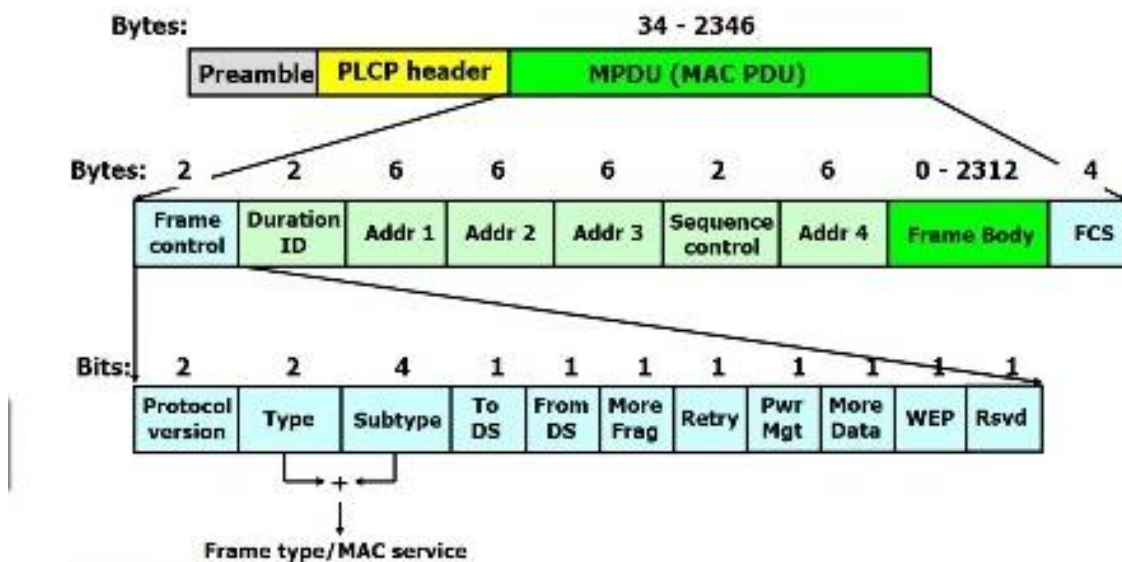 Bytes: 34 - 2346
Preamble PLCP header MPDU (MAC PDU)
Bytes: 2 2 6 6 6 2 6 0 - 2312 4
Frame control Duration ID Addr 1 Addr 2 Addr 3 Sequence control Addr 4 Frame Body FCS
Bits: 2 2 4 1 1 1 1 1 1 1 1
Protocol version Type Subtype To DS From DS More Frag Retry Pwr Mgt More Data WEP Rsvd
+
Frame type/MAC service